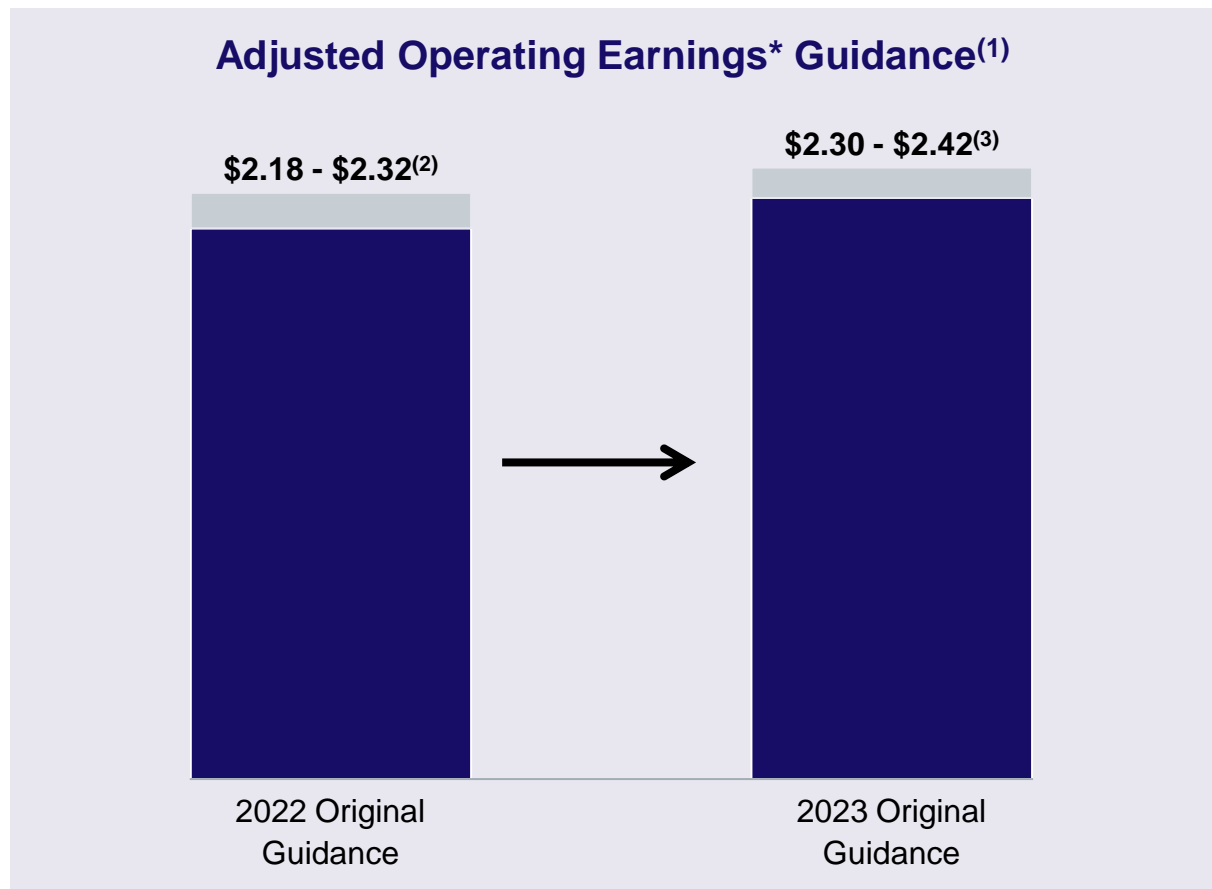 Adjusted Operating Earnings* Guidance(1)
$2.18 - $2.32(2)
$2.30 - $2.42(3)
2022 Original
Guidance
2023 Original
Guidance